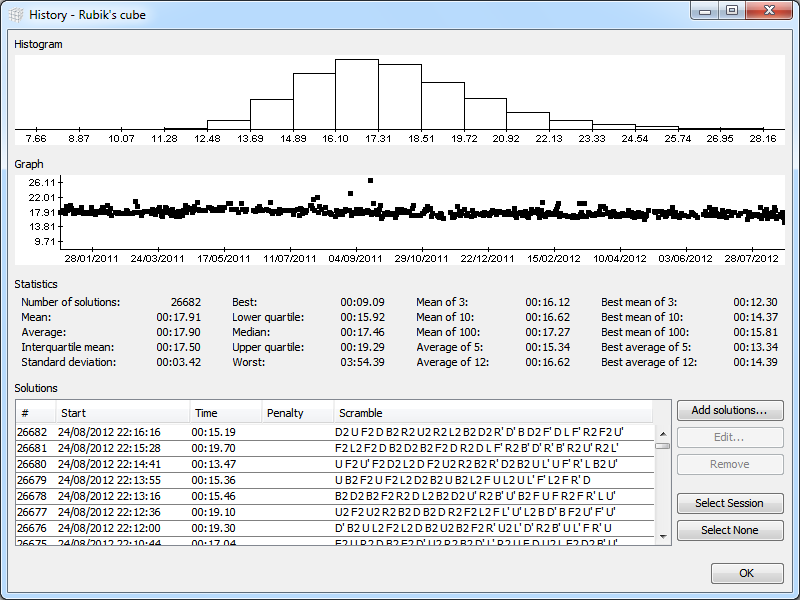 History - Rubik's cube
Histogram
7.66 8.87 10.07 11.28 12.48 13.69 14.89 16.10 17.31 18.51 19.72 20.92 22.13 23.33 24.54 25.74 26.95 28.16
Graph
26.11
22.01
17.91
13.81
9.71
28/01/2011 24/03/2011 17/05/2011 11/07/2011 04/09/2011 29/10/2011 22/12/2011 15/02/2012 10/04/2012 03/06/2012 28/07/2012
Statistics
Number of solutions: 26682 Best: 00:09.09 Mean of 3: 00:16.12 Best mean of 3: 00:12.30
Mean: 00:17.91 Lower quartile: 00:15.92 Mean of 10: 00:16.62 Best mean of 10: 00:14.37
Average: 00:17.90 Median: 00:17.46 Mean of 100: 00:17.27 Best mean of 100: 00:15.81
Interquartile mean: 00:17.50 Upper quartile: 00:19.29 Average of 5: 00:15.34 Best average of 5: 00:13.34
Standard deviation: 00:03.42 Worst: 03:54.39 Average of 12: 00:16.62 Best average of 12: 00:14.39
Solutions
# Start Time Penalty Scramble
26682 24/08/2012 22:16:16 00:15.19 D2 U F2 D B2 R2 U2 R2 L2 B2 D2 R' D' B D2 F' D L F' R2 F2 U'
26681 24/08/2012 22:15:28 00:19.70 F2 L2 F2 D B2 D2 B2 F2 D R2 D L F' R2 B' D' R' B' R2 U' R2 L'
26680 24/08/2012 22:14:41 00:13.47 U F2 U' F2 D2 L2 D F2 U2 R2 B2 R' D2 B2 U L' U F' R' L B2 U'
26679 24/08/2012 22:13:55 00:15.36 U B2 F2 U F2 L2 D2 B2 U B2 L2 F U L2 U L' F' L2 F R' D
26678 24/08/2012 22:13:16 00:15.46 B2 D2 B2 F2 R2 D L2 B2 D2 U' R2 B' U' B2 F U F R2 F R' L U'
26677 24/08/2012 22:12:36 00:19.10 U2 F2 U2 R2 B2 D B2 D R2 F2 L2 F L' U' L2 B D' B F2 U' F' U'
26676 24/08/2012 22:12:00 00:19.30 D' B2 U L2 F2 L2 D B2 U2 B2 F2 R' U2 L' D' R2 B' U L' F R' U
26675 24/08/2012 22:10:44 00:17.04
Add solutions...
Edit...
Remove
Select Session
Select None
OK